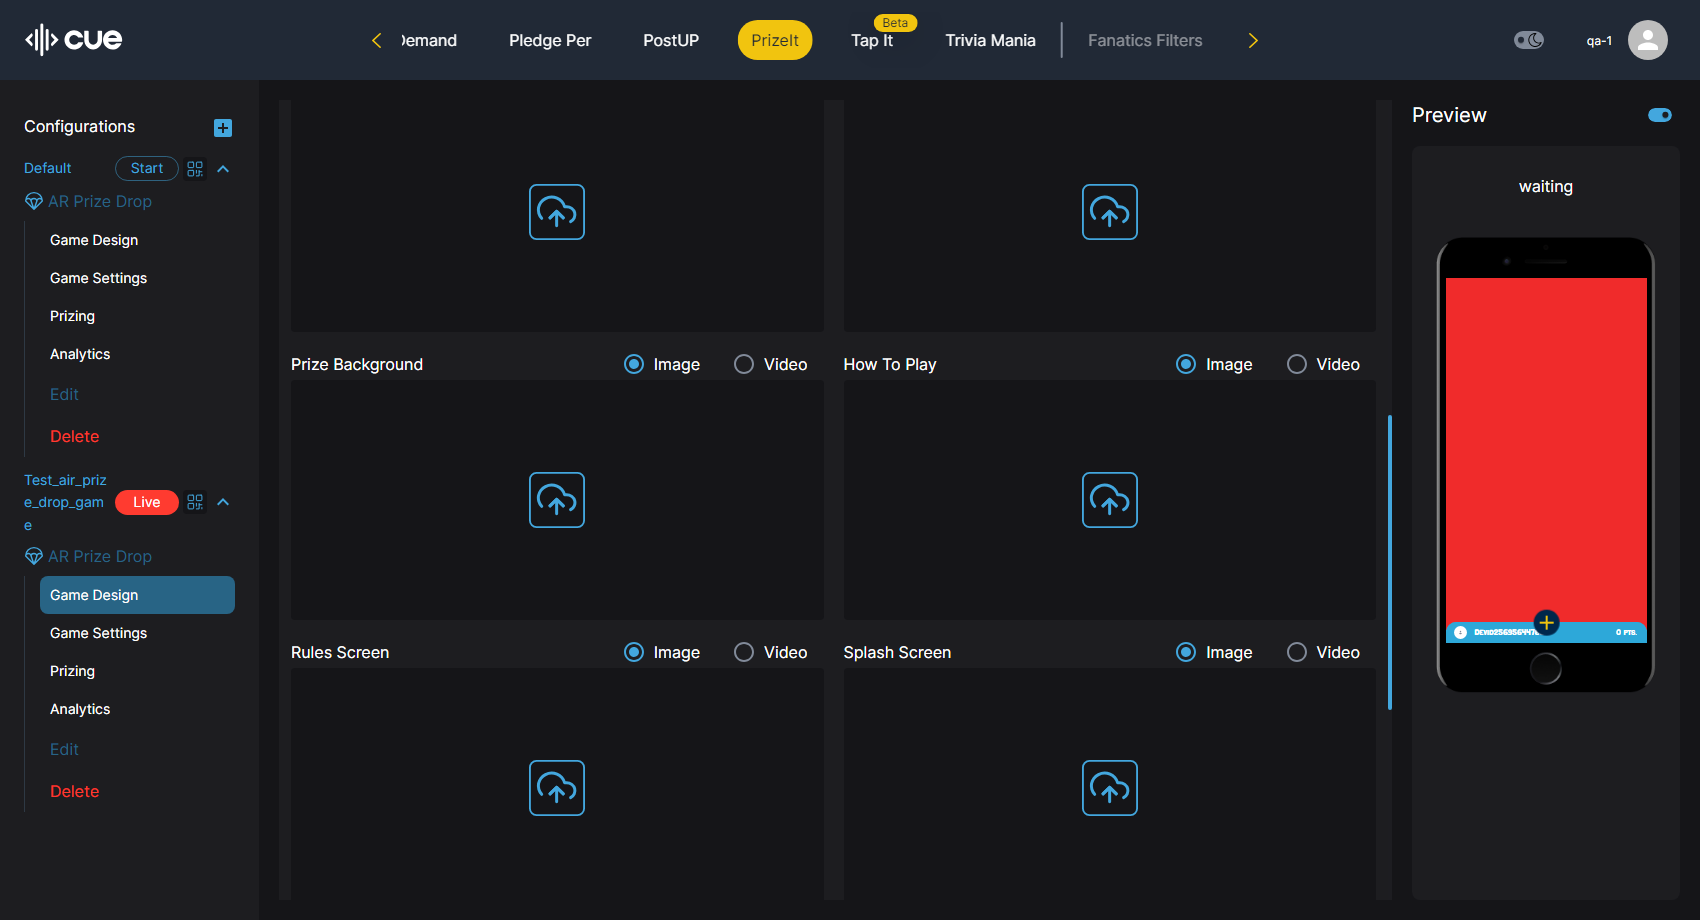 cue
Demand
Pledge Per
PostUP
PrizeIt
Beta
Tap It
Trivia Mania
Fanatics Filters
qa-1
Configurations
Default
Start
AR Prize Drop
Game Design
Game Settings
Prizing
Analytics
Edit
Delete
Test_air_priz
e_drop_gam
e
Live
AR Prize Drop
Game Design
Game Settings
Prizing
Analytics
Edit
Delete
Prize Background
Image
Video
How To Play
Image
Video
Rules Screen
Image
Video
Splash Screen
Image
Video
Preview
waiting
0 PTS.